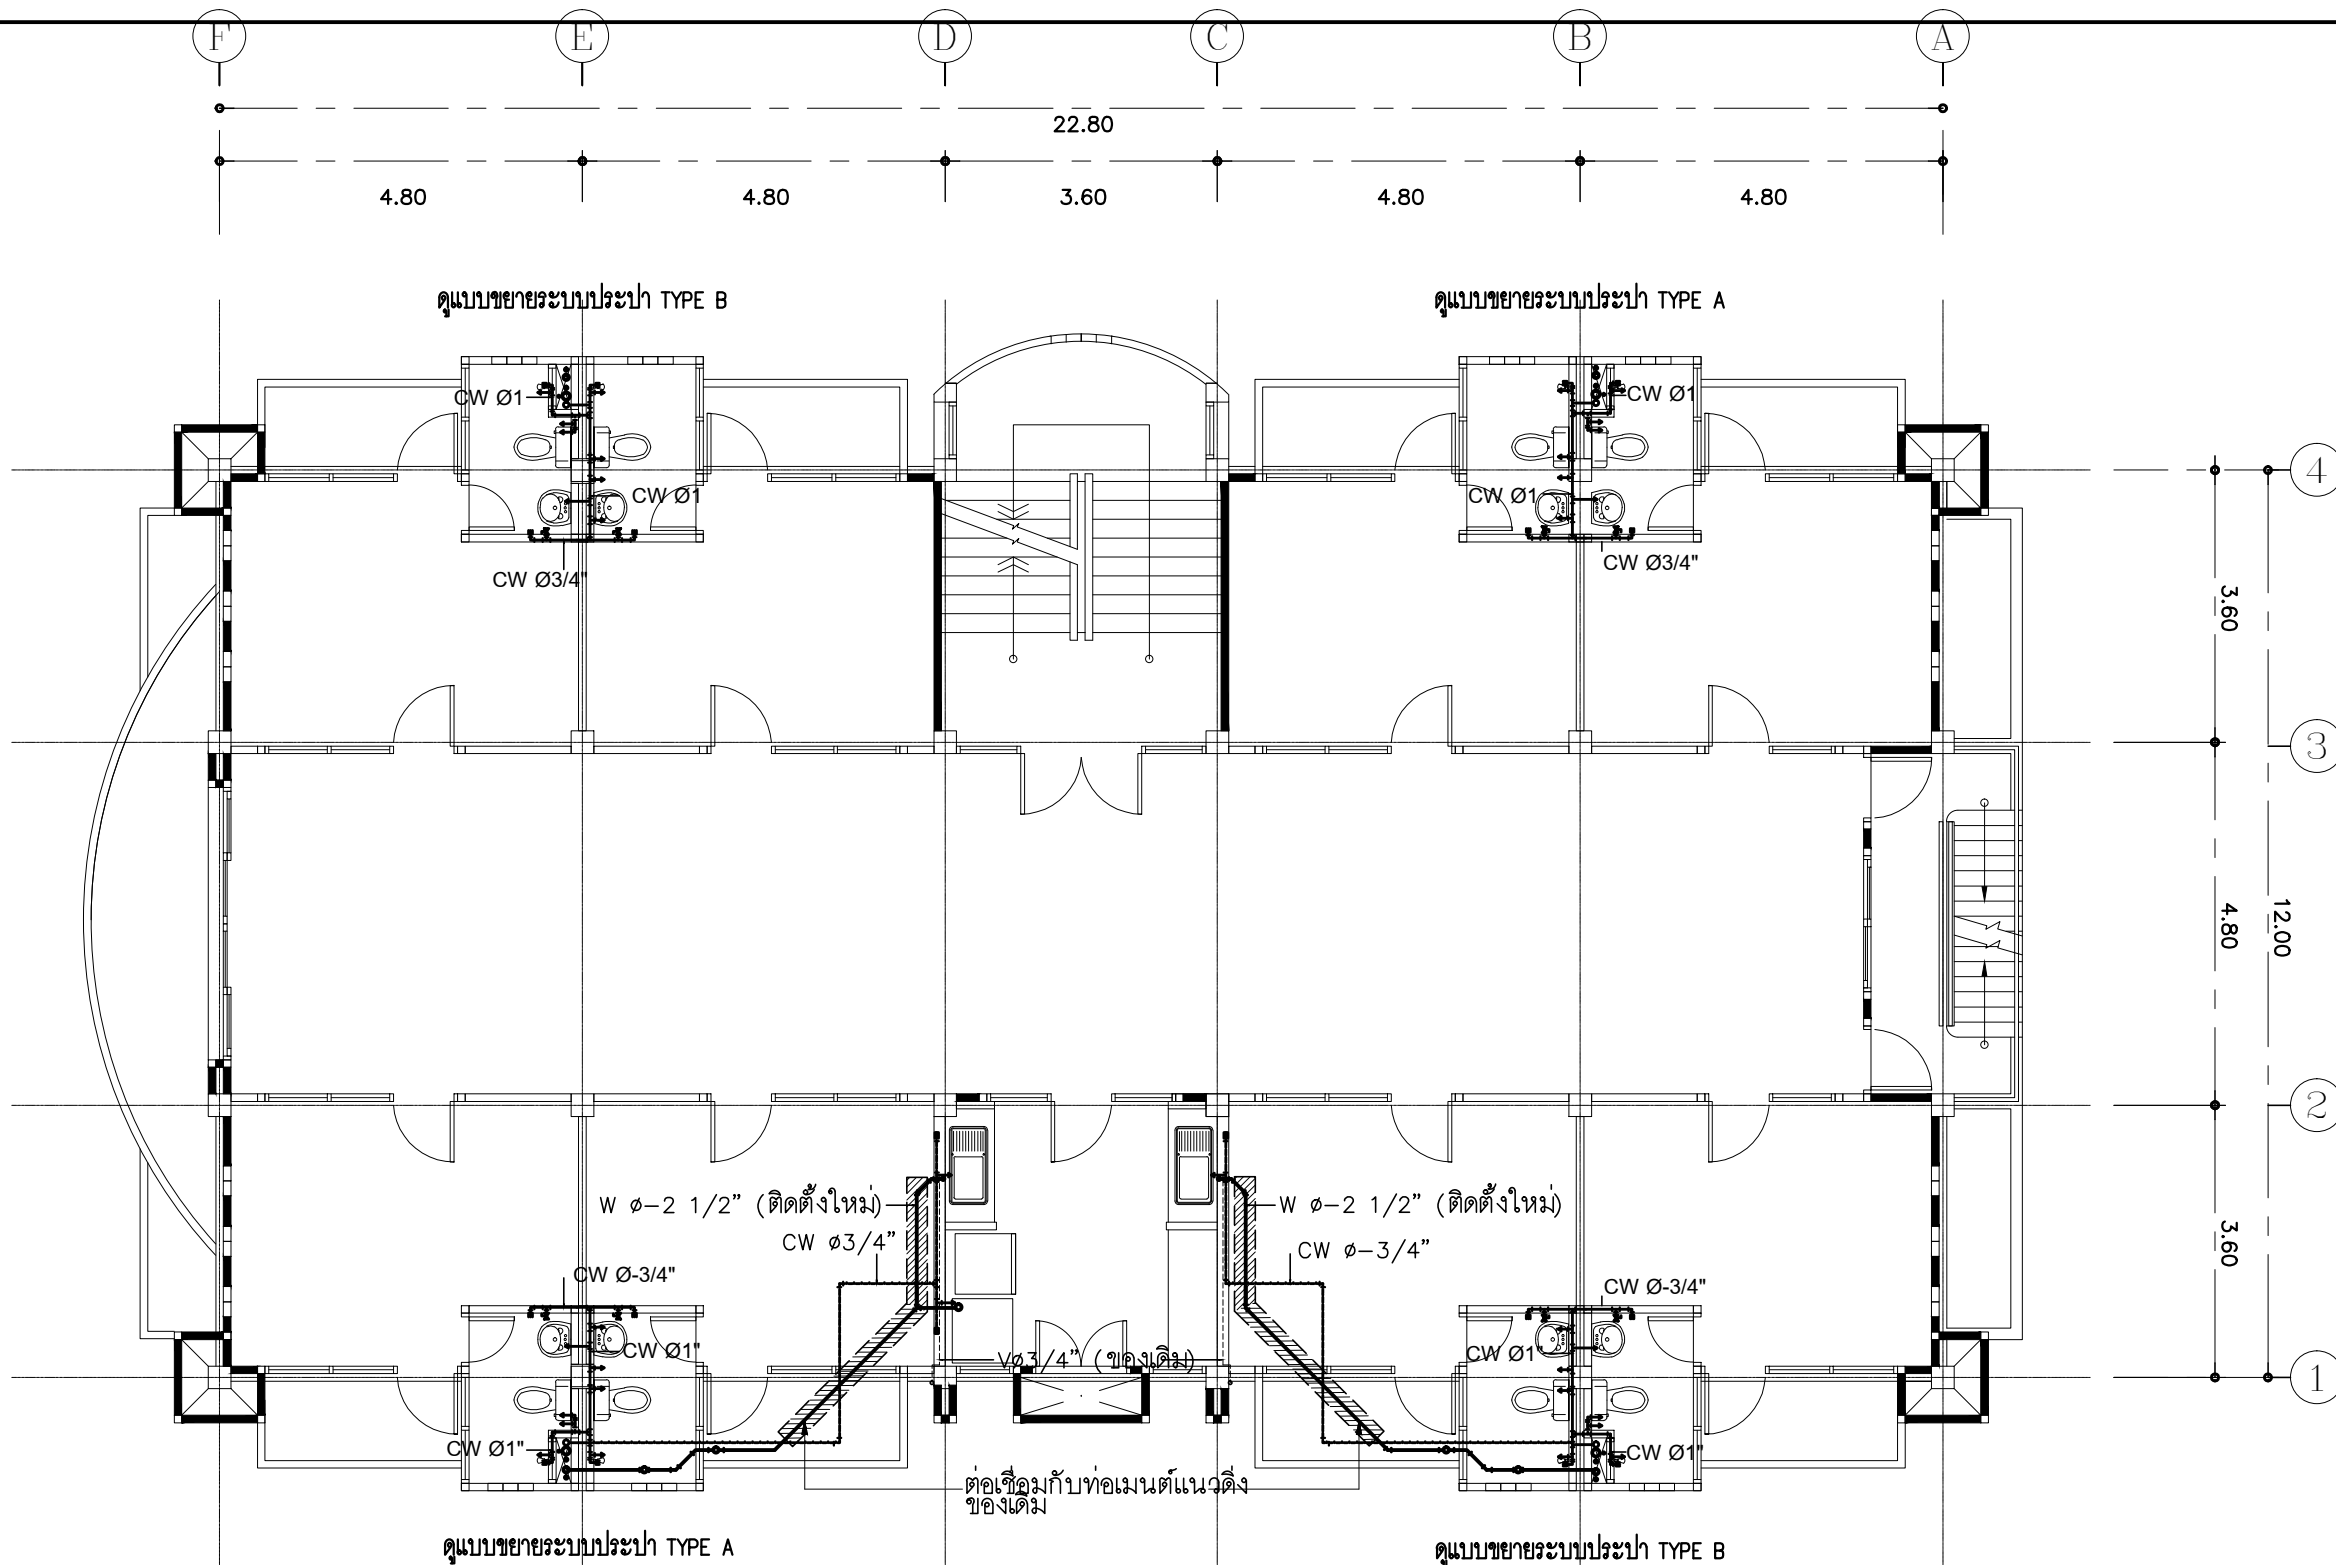 F E D C B A
22.80
4.80 4.80 3.60 4.80 4.80
ดูแบบขยายระบบประปา TYPE B
ดูแบบขยายระบบประปา TYPE A
CW Ø1
CW Ø1
4
CW Ø1
CW Ø1
CW Ø3/4"
CW Ø3/4"
3.60
3
4.80
12.00
2
W ø-2 1/2" (ติดตั้งใหม่)
W ø-2 1/2" (ติดตั้งใหม่)
CW ø3/4"
CW ø-3/4"
3.60
CW Ø-3/4"
CW Ø-3/4"
CW Ø1"
CW Ø1"
Vø3/4" (ของเดิม)
1
CW Ø1"
CW Ø1"
ต่อเชื่อมกับท่อเมนต์แนวดิ่ง
ของเดิม
ดูแบบขยายระบบประปา TYPE A
ดูแบบขยายระบบประปา TYPE B